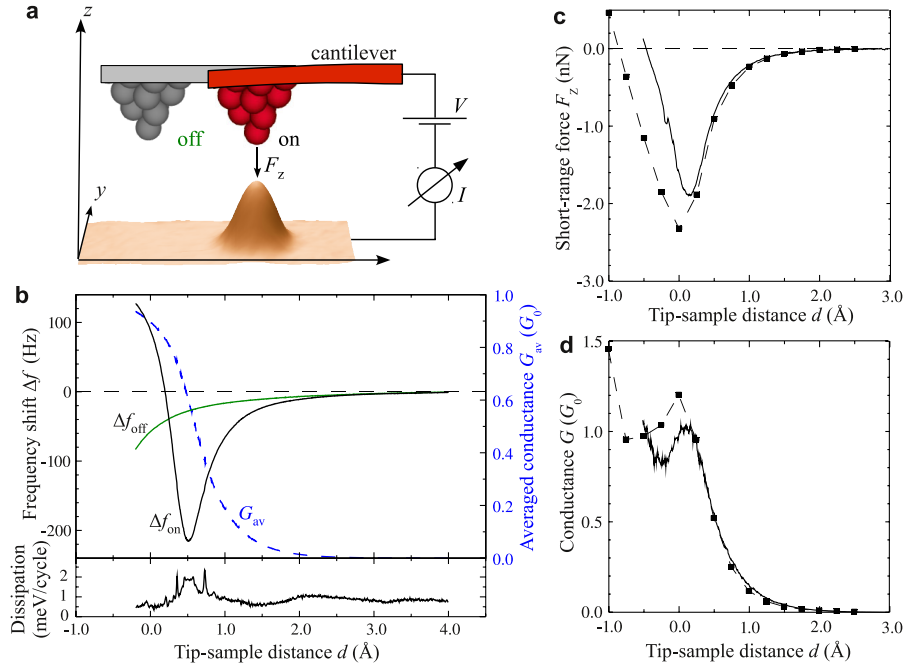 a
z
cantilever
off
on
V
F_z
I
y
b
100
0
-100
-200
Frequency shift Δf (Hz)
Δf_off
Δf_on
G_av
1.0
0.8
0.6
0.4
0.2
0.0
Averaged conductance G_av (G_0)
Dissipation
(meV/cycle)
2
1
0
-1.0 0.0 1.0 2.0 3.0 4.0
Tip-sample distance d (Å)
c
0.0
-1.0
-2.0
-3.0
Short-range force F_Z (nN)
-1.0 0.0 1.0 2.0 3.0
Tip-sample distance d (Å)
d
1.5
1.0
0.5
0.0
Conductance G (G_0)
-1.0 0.0 1.0 2.0 3.0
Tip-sample distance d (Å)